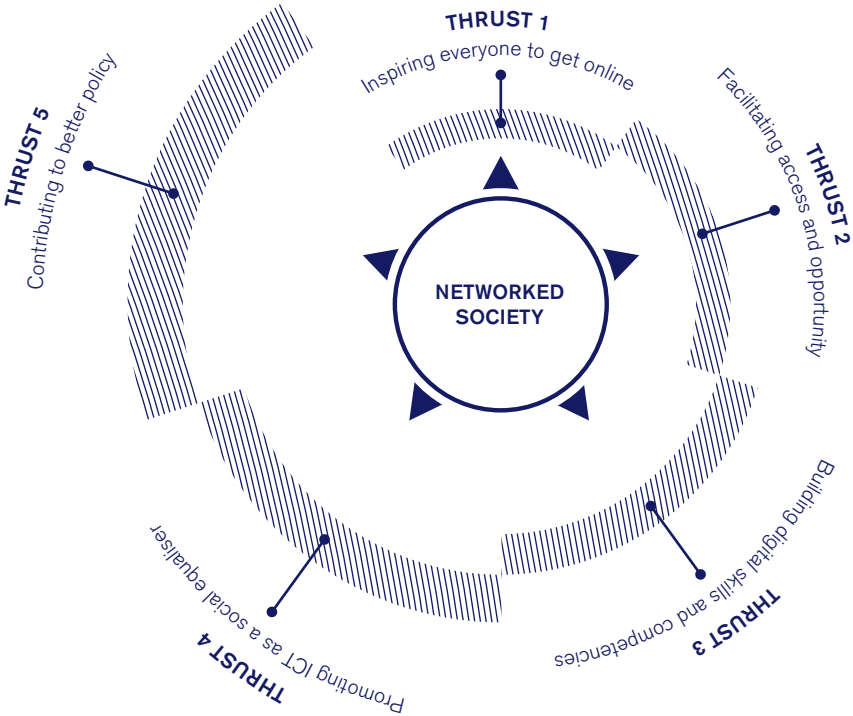 THRUST 1
Inspiring everyone to get online
THRUST 2
Facilitating access and opportunity
THRUST 3
Building digital skills and competencies
THRUST 4
Promoting ICT as a social equaliser
THRUST 5
Contributing to better policy
NETWORKED
SOCIETY